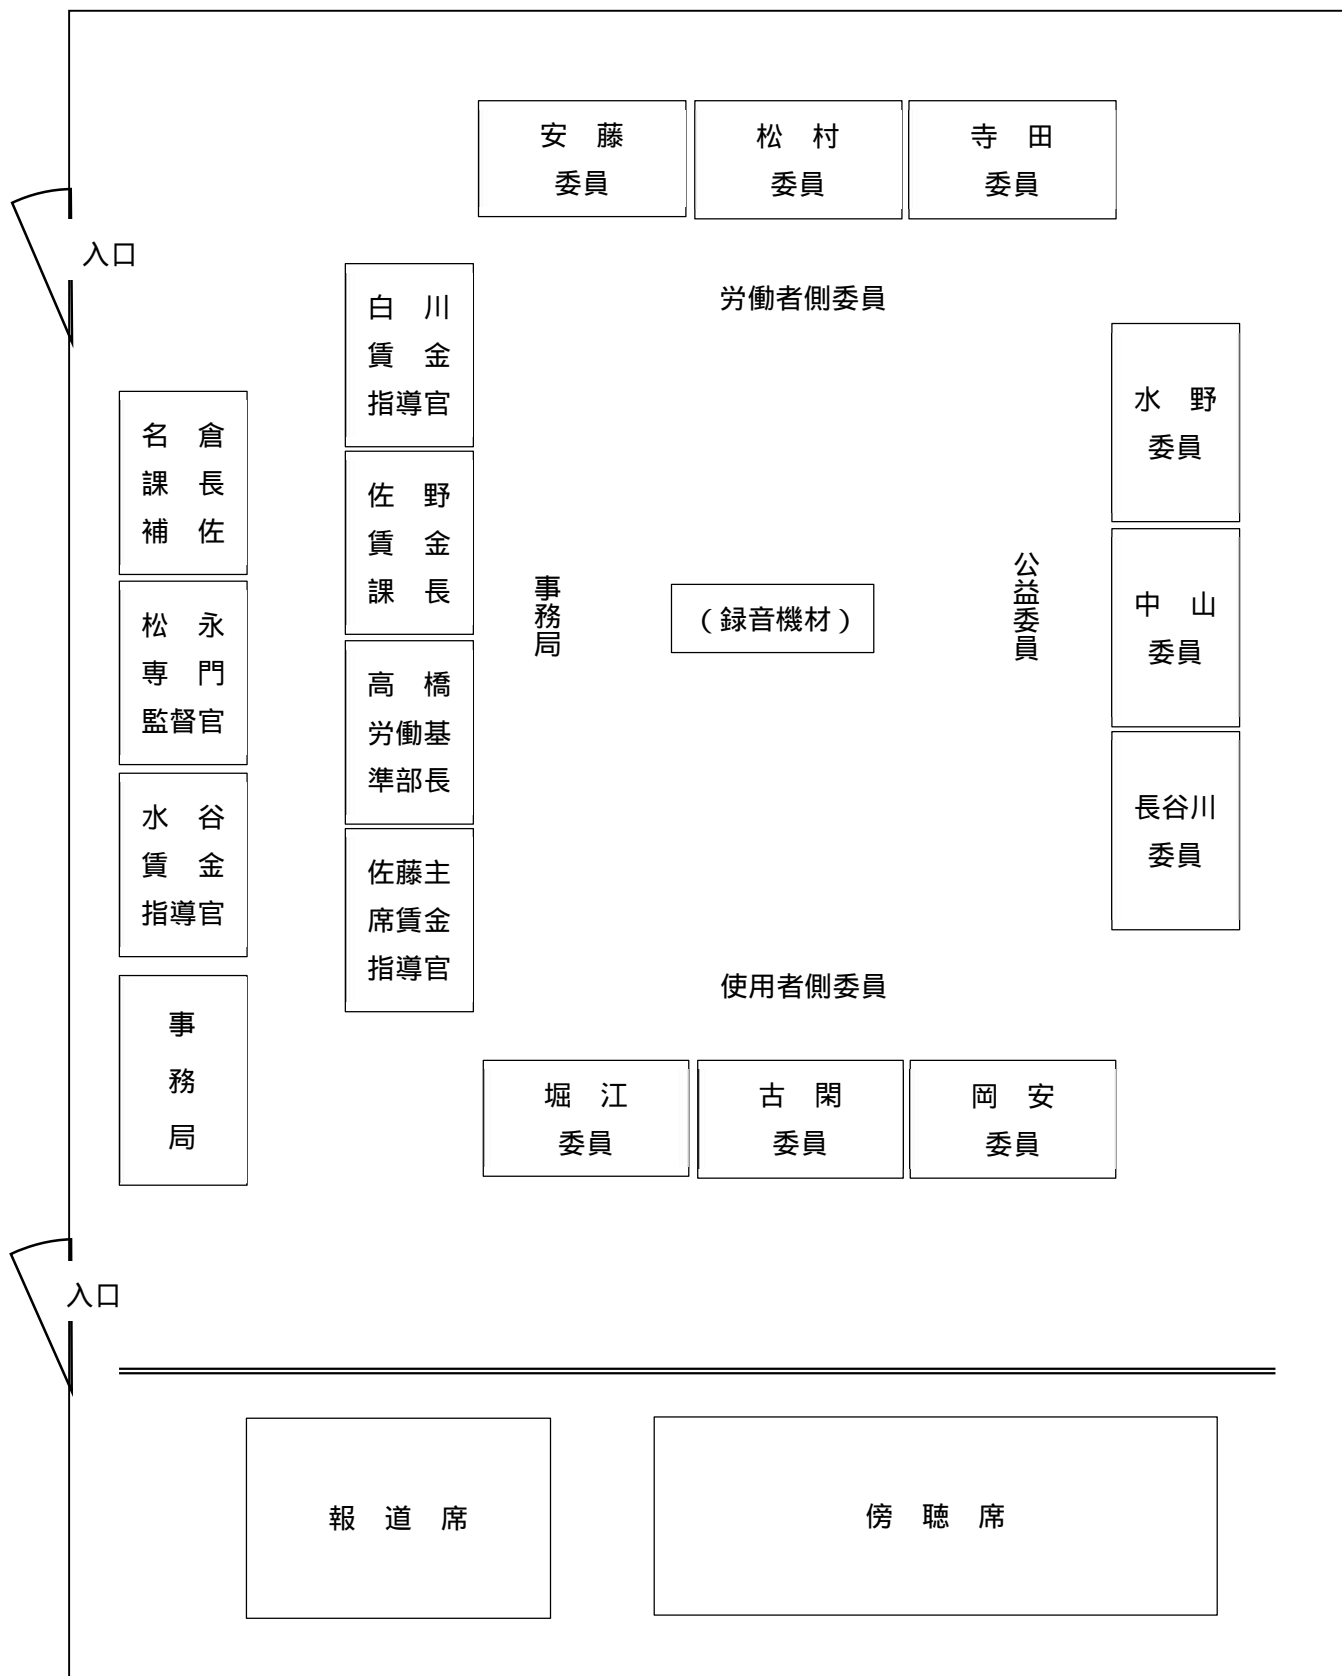 安　藤
委員
松　村
委員
寺　田
委員
入口
労働者側委員
白　川
賃　金
指導官
佐　野
賃　金
課　長
高　橋
労働基
準部長
佐藤主
席賃金
指導官
名　倉
課　長
補　佐
松　永
専　門
監督官
水　谷
賃　金
指導官
事
務
局
事務局
（録音機材）
公益委員
水　野
委員
中　山
委員
長谷川
委員
使用者側委員
堀　江
委員
古　閑
委員
岡　安
委員
入口
報　道　席
傍　聴　席